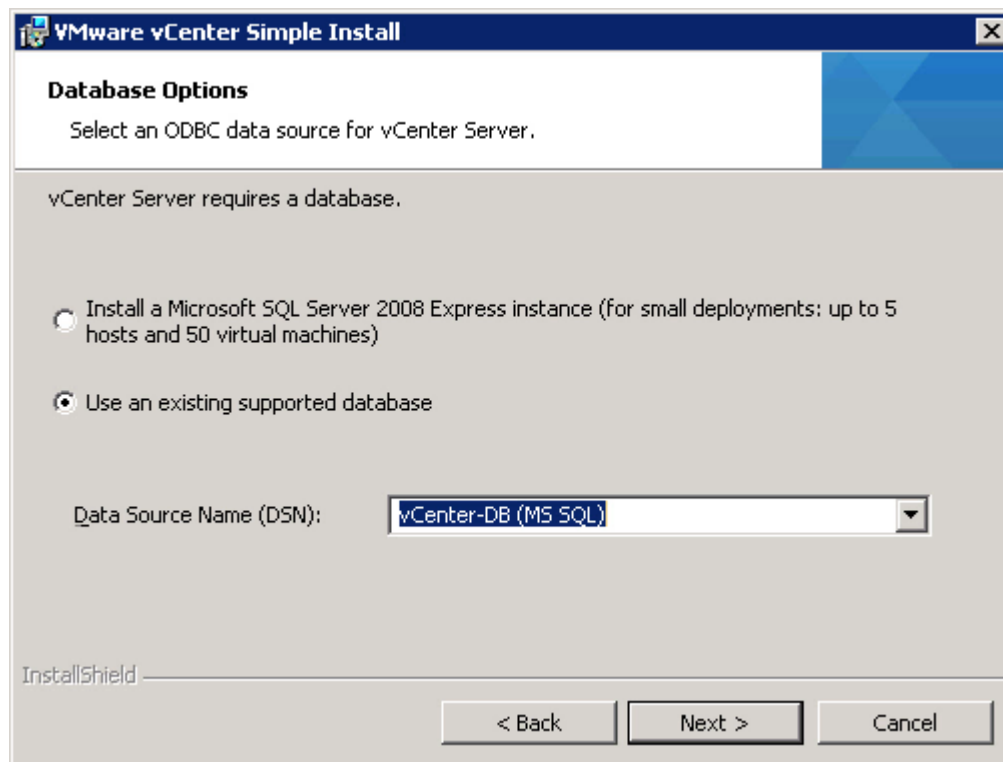 VMware vCenter Simple Install
Database Options
Select an ODBC data source for vCenter Server.
vCenter Server requires a database.
Install a Microsoft SQL Server 2008 Express instance (for small deployments: up to 5
hosts and 50 virtual machines)
Use an existing supported database
Data Source Name (DSN):
vCenter-DB (MS SQL)
InstallShield
< Back
Next >
Cancel